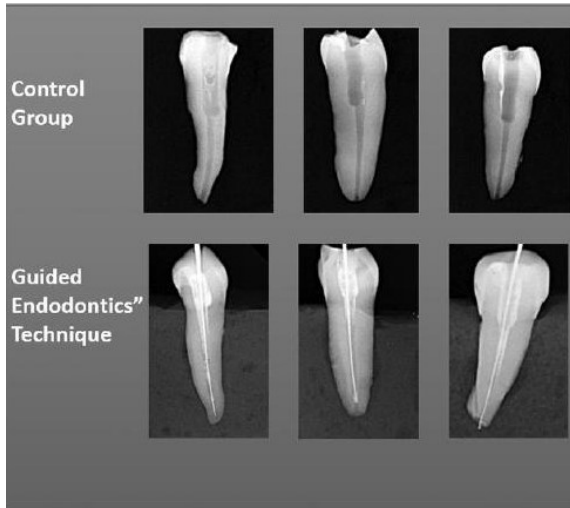 Control
Group
Guided
Endodontics”
Technique